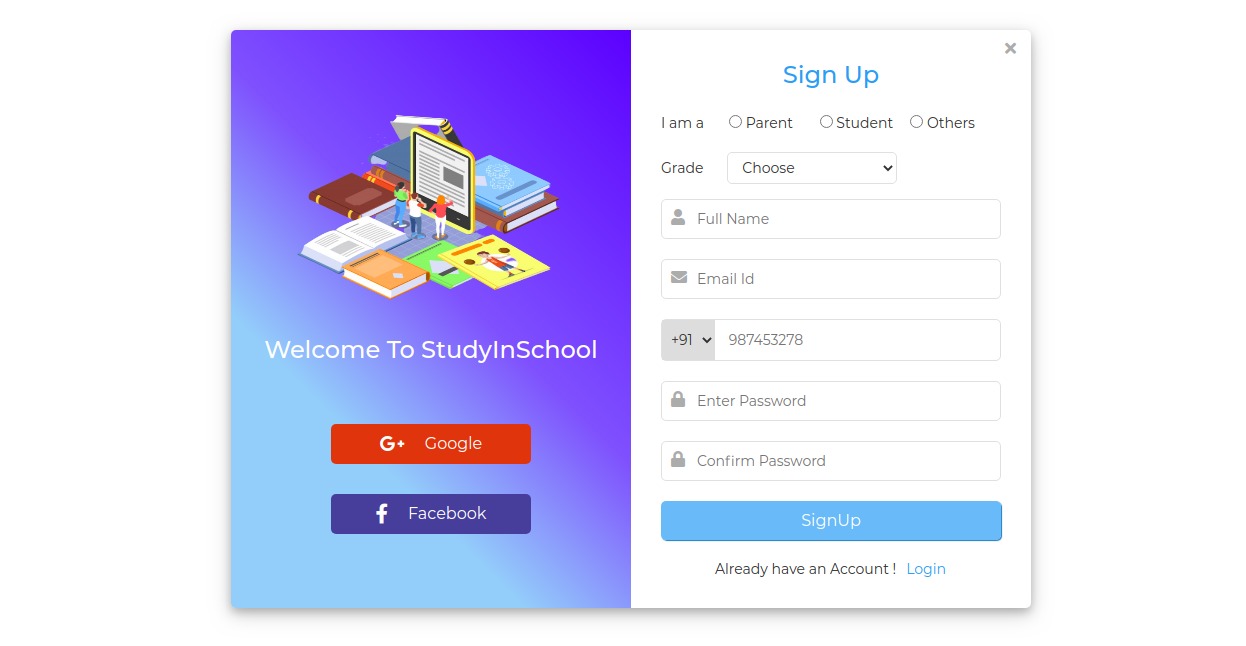 Welcome To StudyInSchool
G+ Google
f Facebook
×
Sign Up
I am a Parent Student Others
Grade Choose
Full Name
Email Id
+91 987453278
Enter Password
Confirm Password
SignUp
Already have an Account ! Login